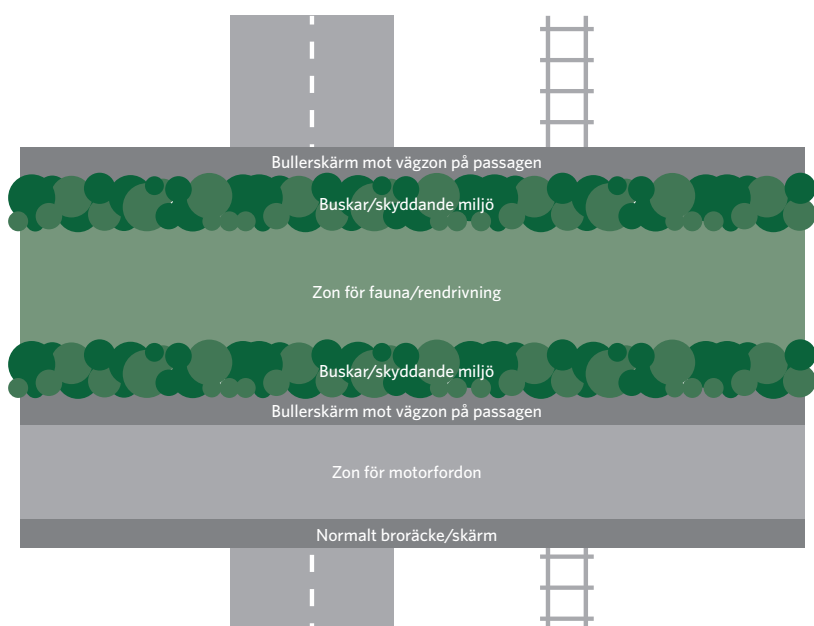 Bullerskärm mot vägzon på passagen
Buskar/skyddande miljö
Zon för fauna/rendrivning
Buskar/skyddande miljö
Bullerskärm mot vägzon på passagen
Zon för motorfordon
Normalt broräcke/skärm